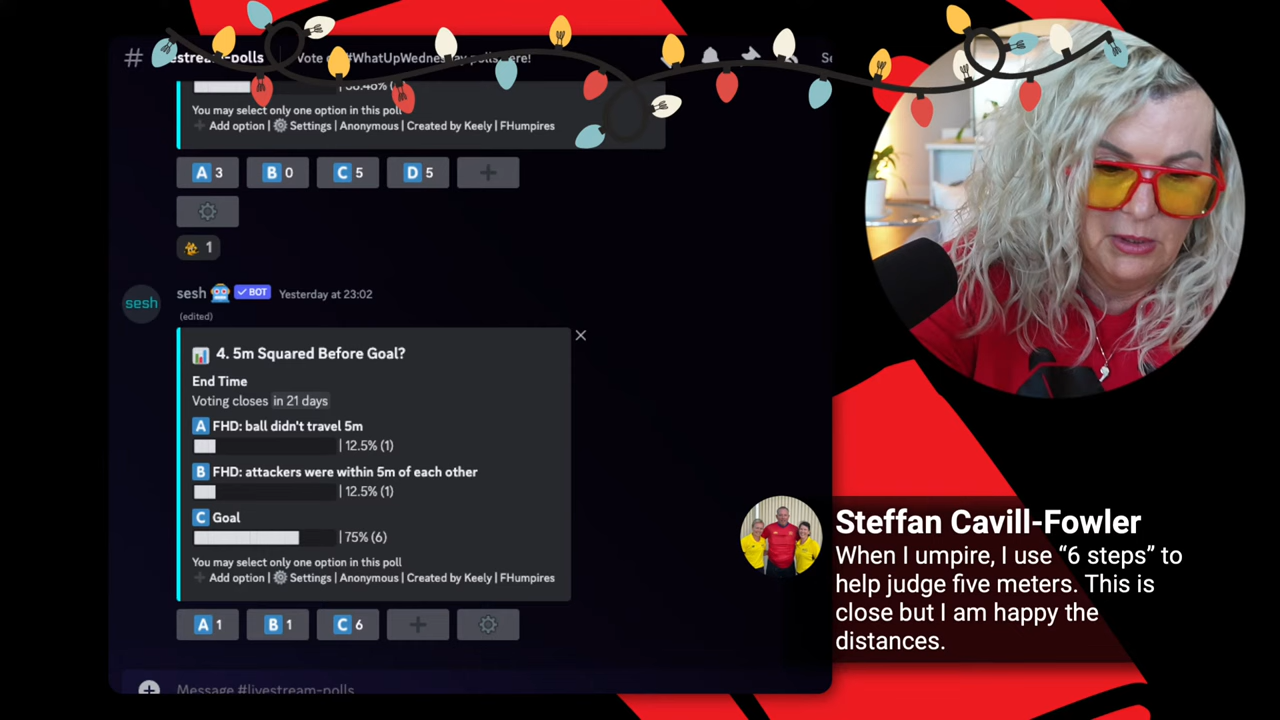 Vote
polls here!
You may select only one option in this poll
Add option | Settings | Anonymous | Created by Keely | FHumpires
A 3
B 0
C 5
D 5
1
sesh
sesh BOT Yesterday at 23:02
(edited)
4. 5m Squared Before Goal?
End Time
Voting closes in 21 days
A FHD: ball didn't travel 5m
| 12.5% (1)
B FHD: attackers were within 5m of each other
| 12.5% (1)
C Goal
| 75% (6)
You may select only one option in this poll
Add option | Settings | Anonymous | Created by Keely | FHumpires
A 1
B 1
C 6
Message #livestream-polls
Steffan Cavill-Fowler
When I umpire, I use “6 steps” to
help judge five meters. This is
close but I am happy the
distances.